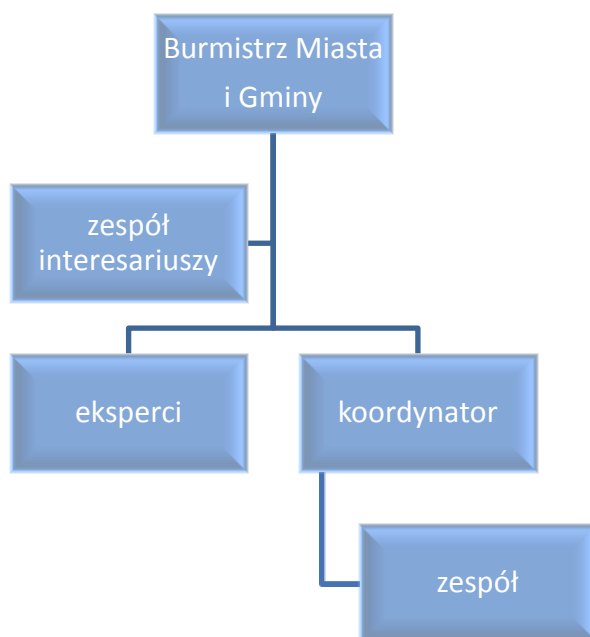 Burmistrz Miasta
i Gminy
zespół
interesariuszy
eksperci
koordynator
zespół